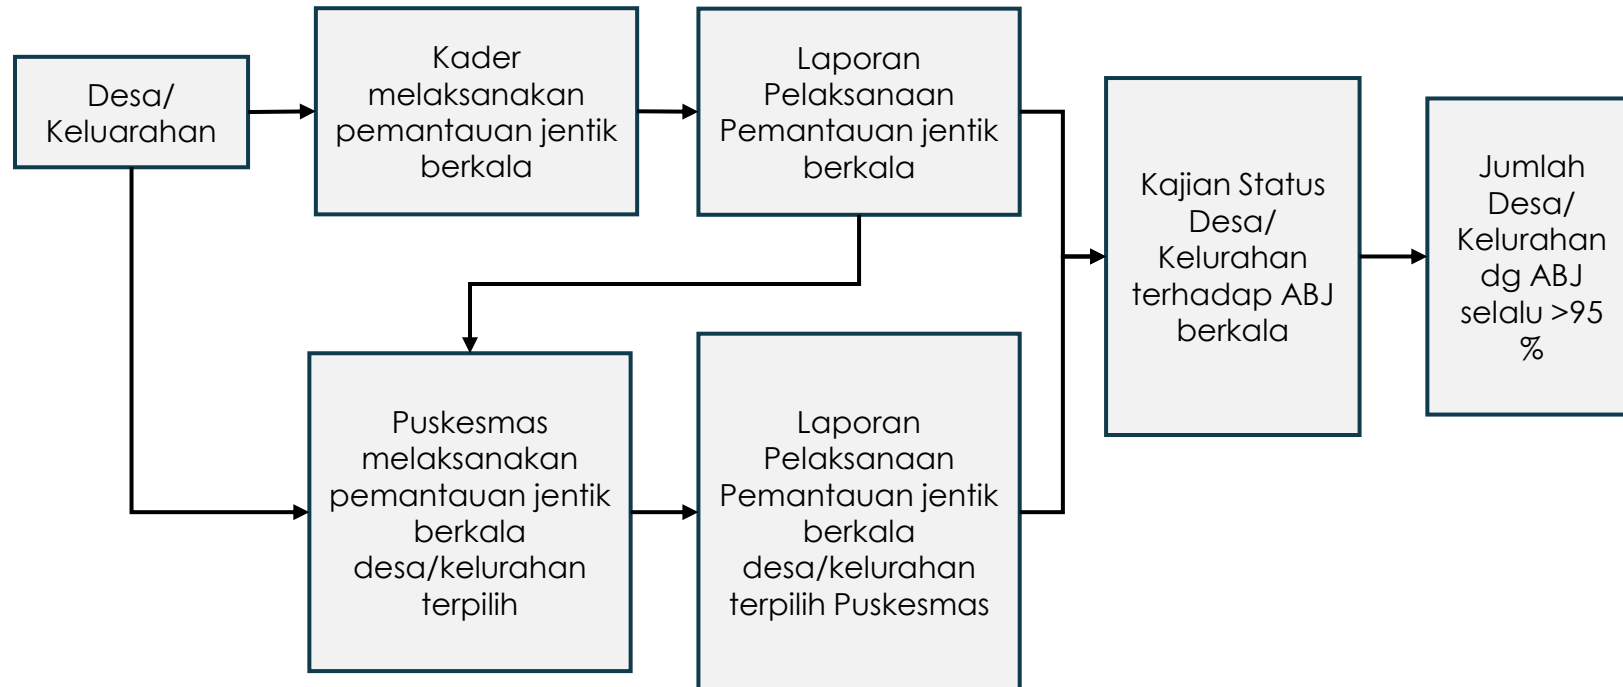 Desa/
Keluarahan
Kader
melaksanakan
pemantauan jentik
berkala
Laporan
Pelaksanaan
Pemantauan jentik
berkala
Kajian Status
Desa/
Kelurahan
terhadap ABJ
berkala
Jumlah
Desa/
Kelurahan
dg ABJ
selalu >95
%
Puskesmas
melaksanakan
pemantauan jentik
berkala
desa/kelurahan
terpilih
Laporan
Pelaksanaan
Pemantauan jentik
berkala
desa/kelurahan
terpilih Puskesmas